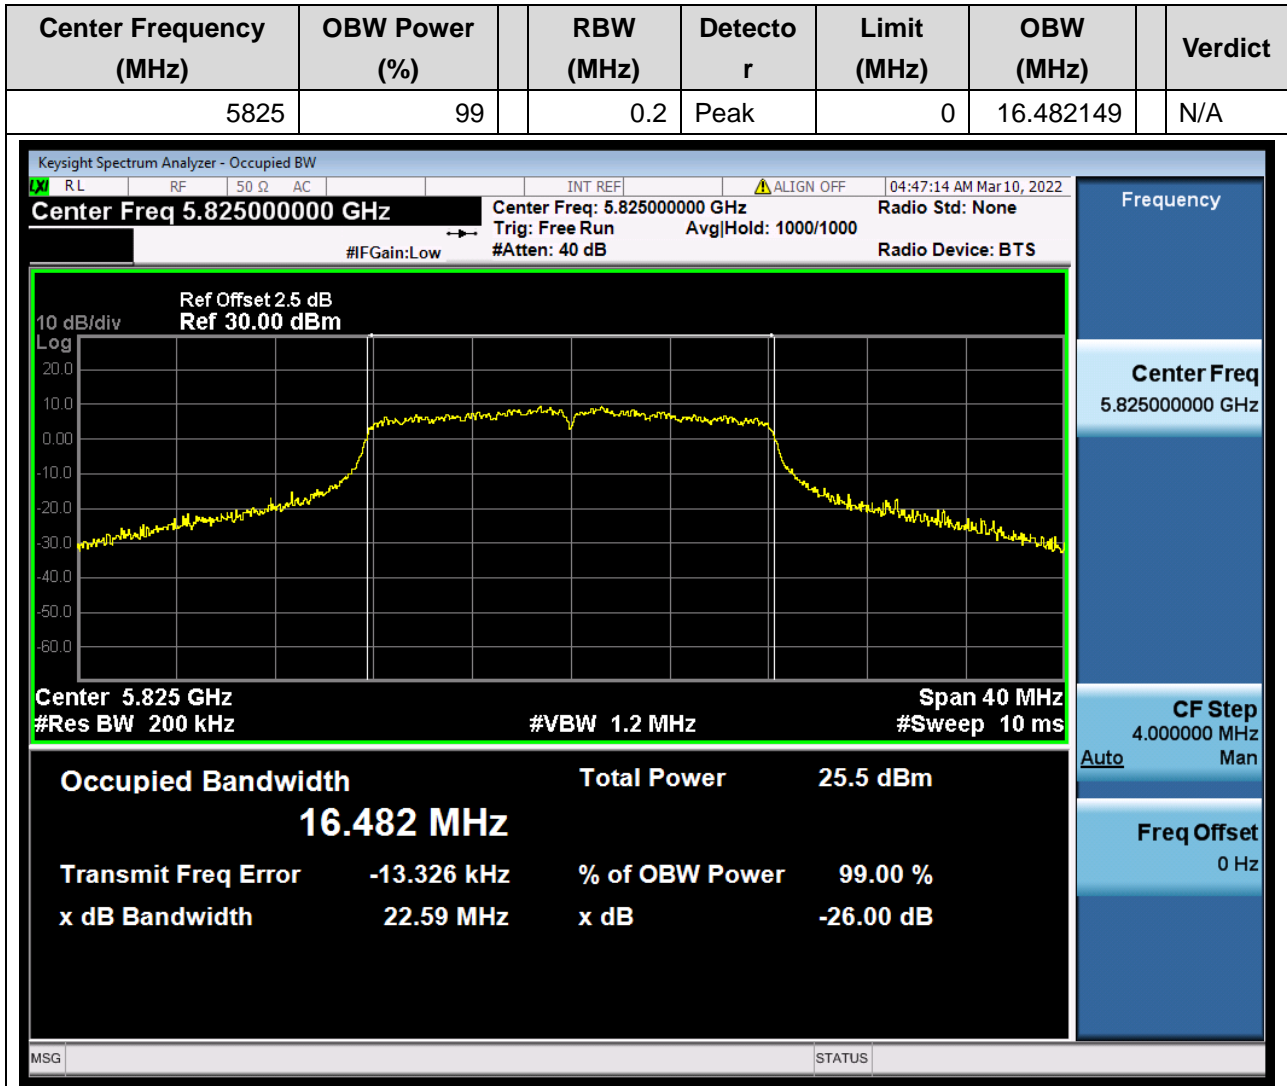 Center Frequency (MHz) OBW Power (%) RBW (MHz) Detecto r Limit (MHz) OBW (MHz) Verdict
5825 99 0.2 Peak 0 16.482149 N/A
Keysight Spectrum Analyzer - Occupied BW
LXI RL RF 50 Ω AC INT REF ALIGN OFF 04:47:14 AM Mar 10, 2022
Center Freq 5.825000000 GHz
Center Freq: 5.825000000 GHz
Radio Std: None
Trig: Free Run Avg|Hold: 1000/1000
#IFGain:Low
#Atten: 40 dB
Radio Device: BTS
Ref Offset 2.5 dB
10 dB/div Ref 30.00 dBm
Log
20.0
10.0
0.00
-10.0
-20.0
-30.0
-40.0
-50.0
-60.0
Center 5.825 GHz Span 40 MHz
#Res BW 200 kHz #VBW 1.2 MHz #Sweep 10 ms
Occupied Bandwidth Total Power 25.5 dBm
16.482 MHz
Transmit Freq Error -13.326 kHz % of OBW Power 99.00 %
x dB Bandwidth 22.59 MHz x dB -26.00 dB
MSG STATUS
Frequency
Center Freq
5.825000000 GHz
CF Step
4.000000 MHz
Auto Man
Freq Offset
0 Hz